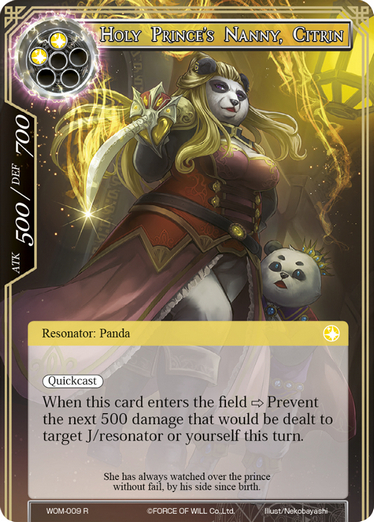 Holy Prince's Nanny, Citrin
ATK 500 / DEF 700
Resonator: Panda
Quickcast
When this card enters the field ⇨ Prevent
the next 500 damage that would be dealt to
target J/resonator or yourself this turn.
She has always watched over the prince
without fail, by his side since birth.
WOM-009 R ©FORCE OF WILL Co.,Ltd. Illust/Nekobayashi